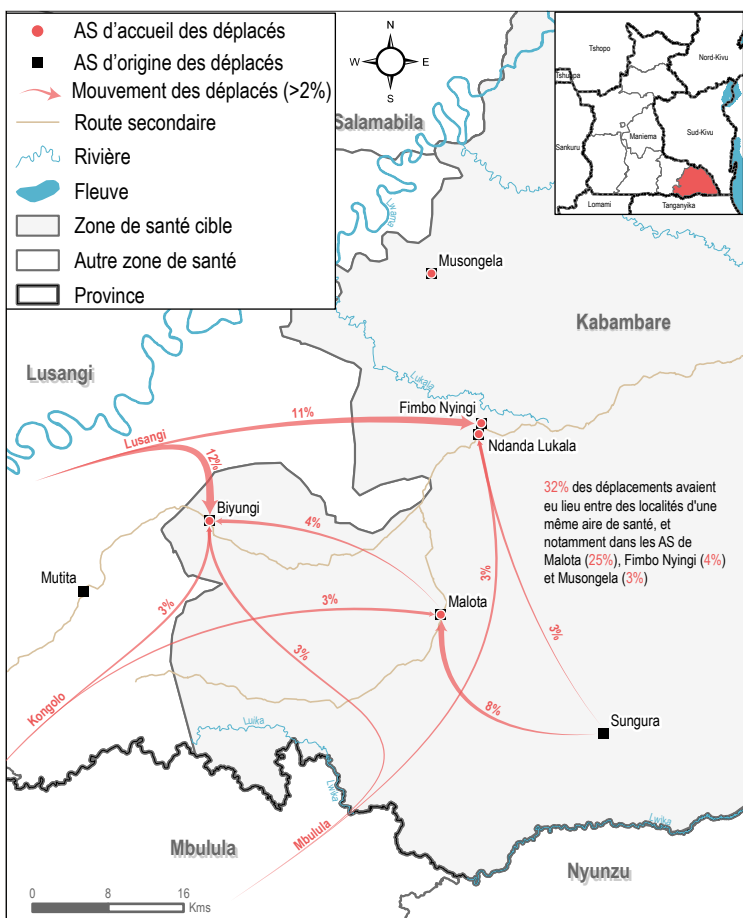 AS d'accueil des déplacés
AS d'origine des déplacés
Mouvement des déplacés (>2%)
Route secondaire
Rivière
Fleuve
Zone de santé cible
Autre zone de santé
Province
N
W
E
S
Tshopo
Nord-Kivu
Tshuapa
Maniema
Sud-Kivu
Sankuru
Lomami
Tanganyika
Salamabila
Lwama
Musongela
Kabambare
Lukala
Lusangi
11%
Fimbo Nyingi
Lusangi
Ndanda Lukala
12%
32% des déplacements avaient
eu lieu entre des localités d'une
même aire de santé, et
notamment dans les AS de
Malota (25%), Fimbo Nyingi (4%)
et Musongela (3%)
Biyungi
4%
3%
Mutita
3%
3%
Malota
3%
3%
Kongolo
8%
Sungura
Luika
Lwika
Mbulula
Lwika
Mbulula
Nyunzu
0
8
16
Kms